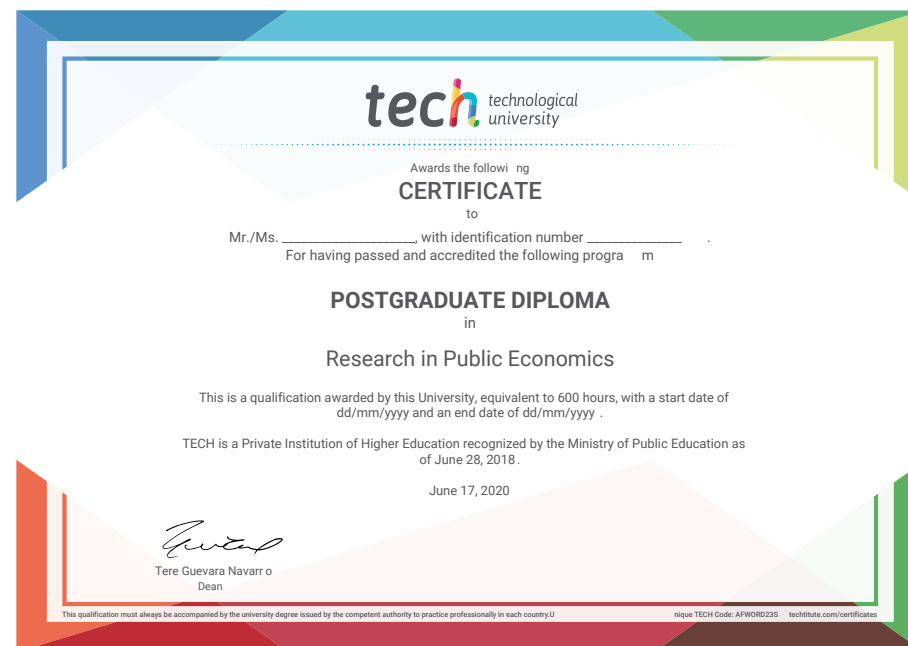 tech technological
university
Awards the followi ng
CERTIFICATE
to
Mr./Ms. ____________________, with identification number ______________ .
For having passed and accredited the following progra m
POSTGRADUATE DIPLOMA
in
Research in Public Economics
This is a qualification awarded by this University, equivalent to 600 hours, with a start date of
dd/mm/yyyy and an end date of dd/mm/yyyy .
TECH is a Private Institution of Higher Education recognized by the Ministry of Public Education as
of June 28, 2018.
June 17, 2020
Tere Guevara Navarr o
Dean
This qualification must always be accompanied by the university degree issued by the competent authority to practice professionally in each country.U nique TECH Code: AFWORD23S techtitute.com/certificates